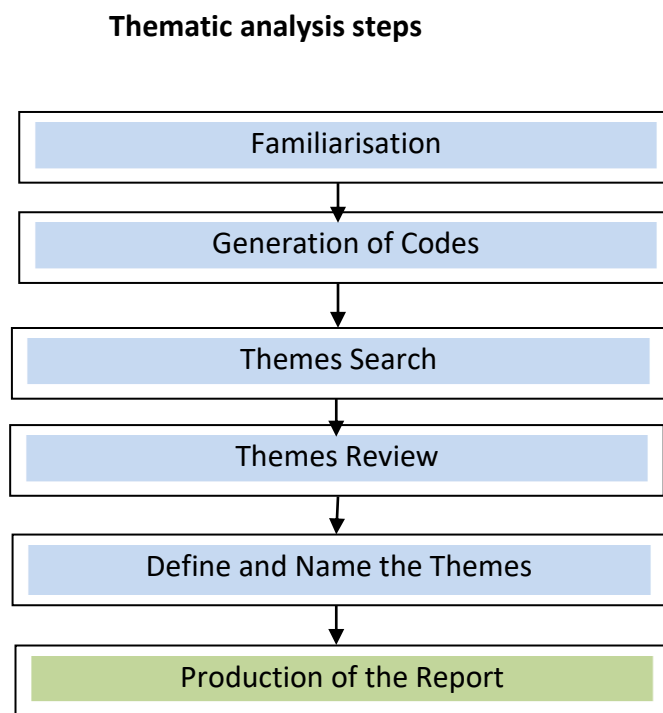 Thematic analysis steps
Familiarisation
Generation of Codes
Themes Search
Themes Review
Define and Name the Themes
Production of the Report